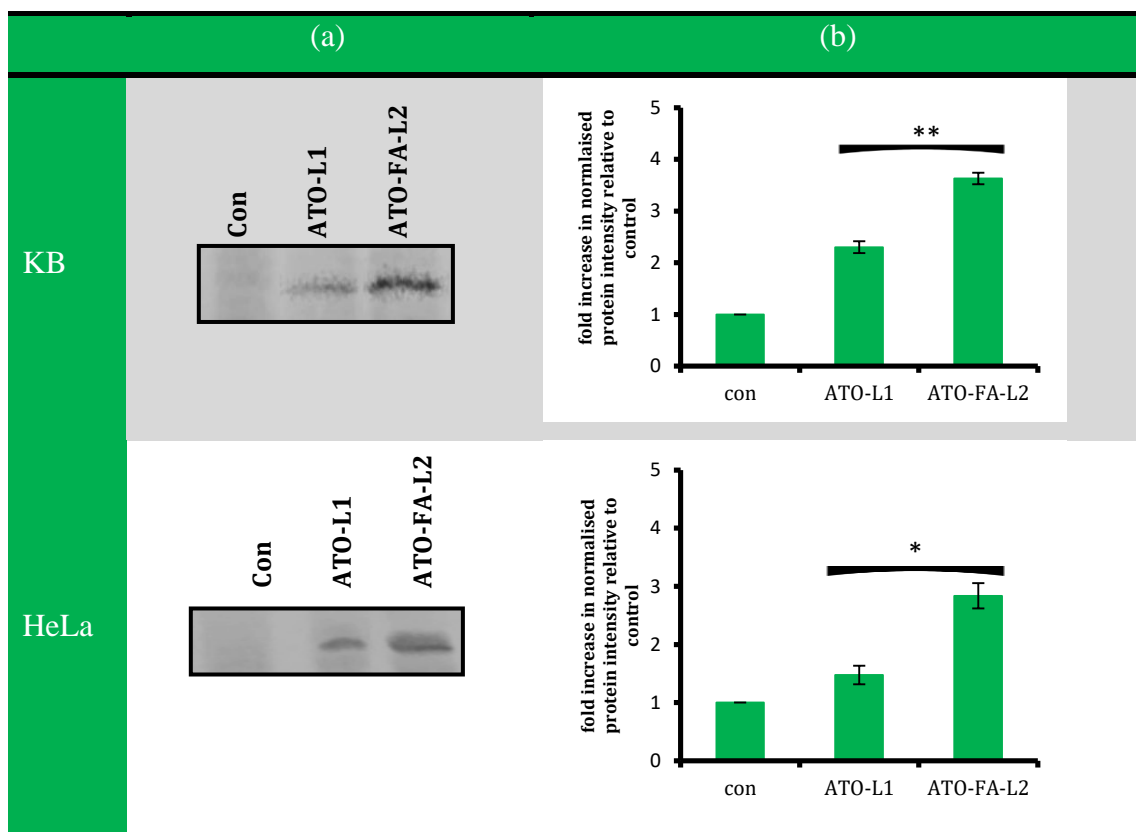 (a) (b)
KB
Con
ATO-L1
ATO-FA-L2
fold increase in normlaised
protein intensity relative to
control
5
4
3
2
1
0
**
con ATO-L1 ATO-FA-L2
HeLa
Con
ATO-L1
ATO-FA-L2
fold increase in normalised
protein intensity relative to
control
5
4
3
2
1
0
*
con ATO-L1 ATO-FA-L2